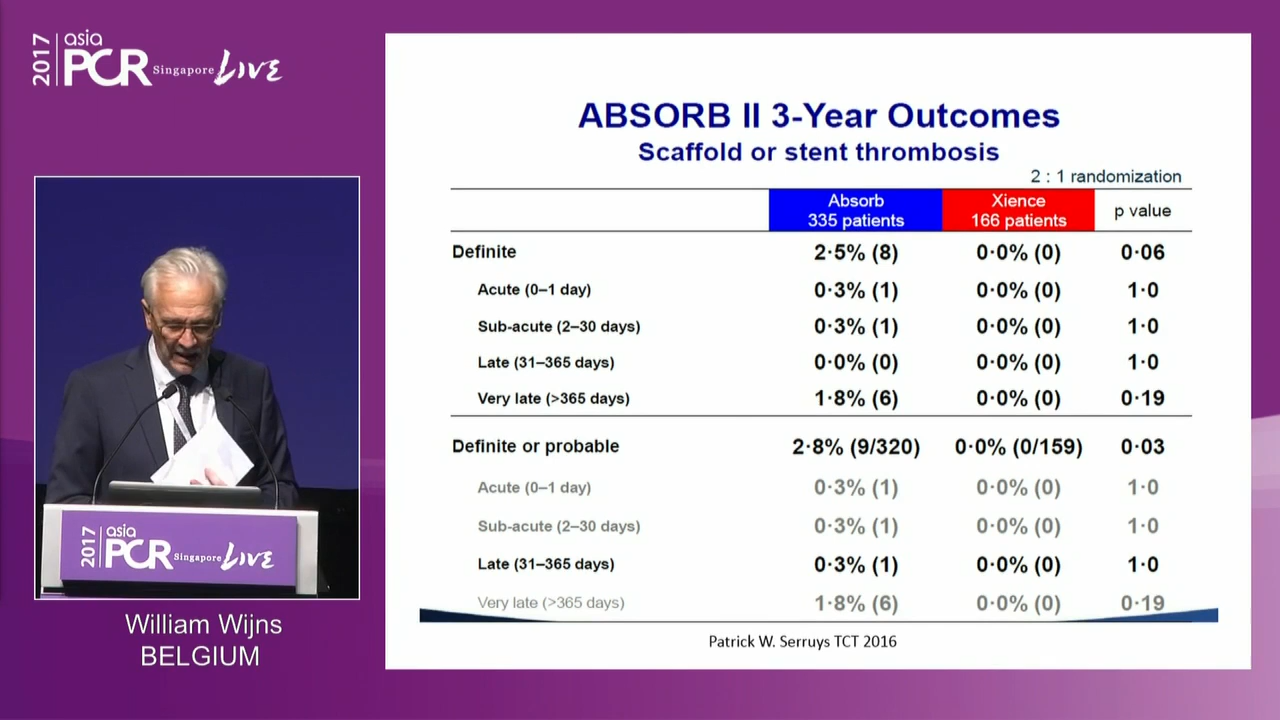 2017 asia PCR Singapore LIVE
ABSORB II 3-Year Outcomes
Scaffold or stent thrombosis
2 : 1 randomization
Absorb 335 patients Xience 166 patients p value
Definite 2·5% (8) 0·0% (0) 0·06
Acute (0–1 day) 0·3% (1) 0·0% (0) 1·0
Sub-acute (2–30 days) 0·3% (1) 0·0% (0) 1·0
Late (31–365 days) 0·0% (0) 0·0% (0) 1·0
Very late (>365 days) 1·8% (6) 0·0% (0) 0·19
Definite or probable 2·8% (9/320) 0·0% (0/159) 0·03
Acute (0–1 day) 0·3% (1) 0·0% (0) 1·0
Sub-acute (2–30 days) 0·3% (1) 0·0% (0) 1·0
Late (31–365 days) 0·3% (1) 0·0% (0) 1·0
Very late (>365 days) 1·8% (6) 0·0% (0) 0·19
Patrick W. Serruys TCT 2016
2017 asia PCR Singapore LIVE
William Wijns
BELGIUM